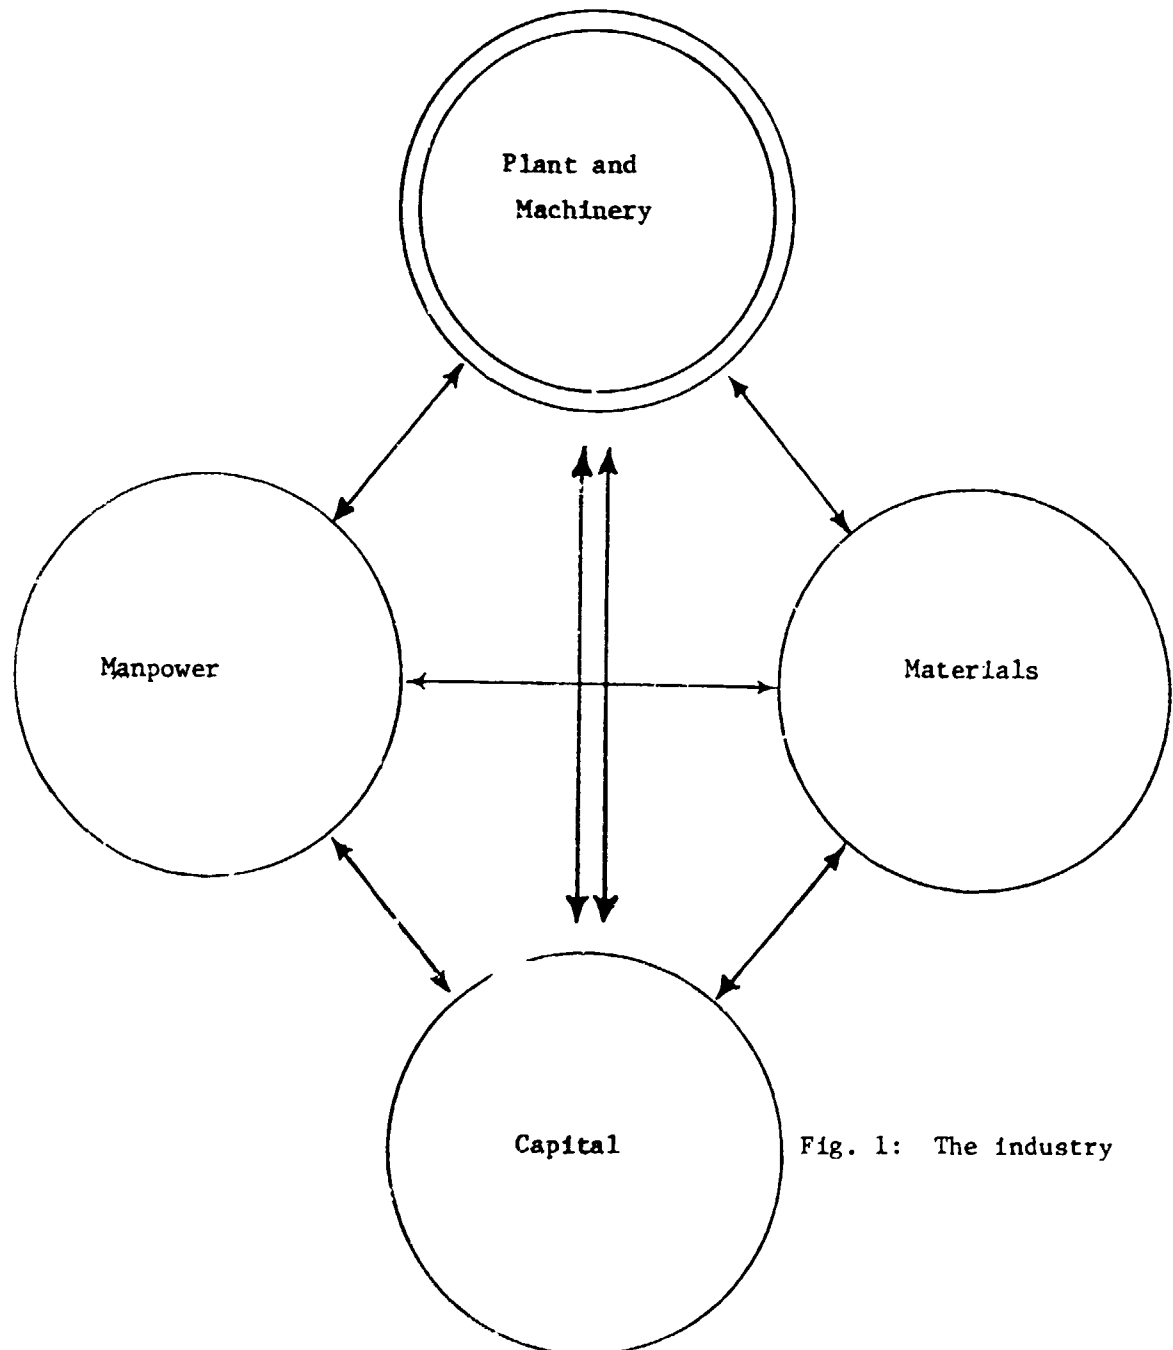 Plant and
Machinery
Manpower
Materials
Capital
Fig. 1: The industry